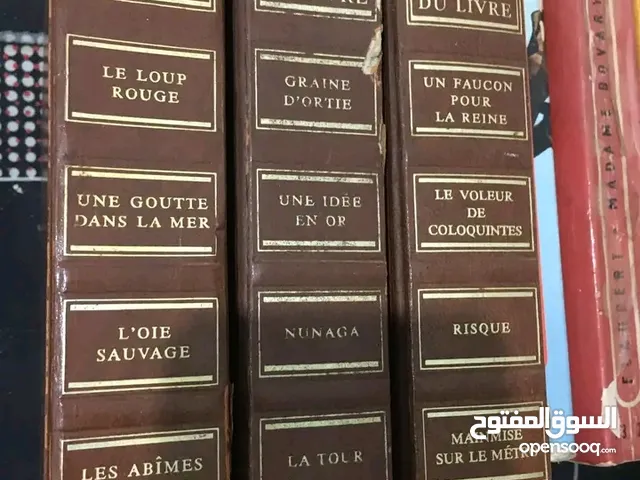 LE LOUP
ROUGE
UNE GOUTTE
DANS LA MER
L'OIE
SAUVAGE
LES ABÎMES
GRAINE
D'ORTIE
UNE IDÉE
EN OR
NUNAGA
LA TOUR
DU LIVRE
UN FAUCON
POUR
LA REINE
LE VOLEUR
DE
COLOQUINTES
RISQUE
MAINMISE
SUR LE MÉTRO
FLAUBERT MADAME BOVARY
السوق المفتوح
opensooq.com